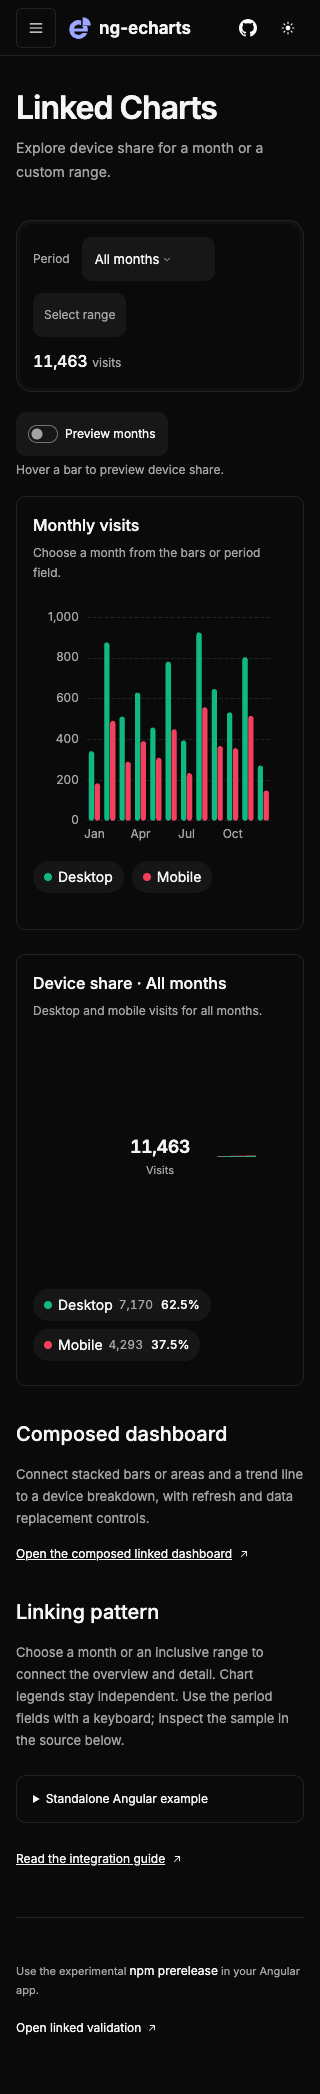 ng-echarts
Linked Charts
Explore device share for a month or a
custom range.
Period
All months
Select range
11,463 visits
Preview months
Hover a bar to preview device share.
Monthly visits
Choose a month from the bars or period
field.
1,000
800
600
400
200
0
Jan Apr Jul Oct
Desktop Mobile
Device share · All months
Desktop and mobile visits for all months.
11,463
Visits
Desktop 7,170 62.5%
Mobile 4,293 37.5%
Composed dashboard
Connect stacked bars or areas and a trend line
to a device breakdown, with refresh and data
replacement controls.
Open the composed linked dashboard ↗
Linking pattern
Choose a month or an inclusive range to
connect the overview and detail. Chart
legends stay independent. Use the period
fields with a keyboard; inspect the sample in
the source below.
Standalone Angular example
Read the integration guide ↗
Use the experimental npm prerelease in your Angular
app.
Open linked validation ↗